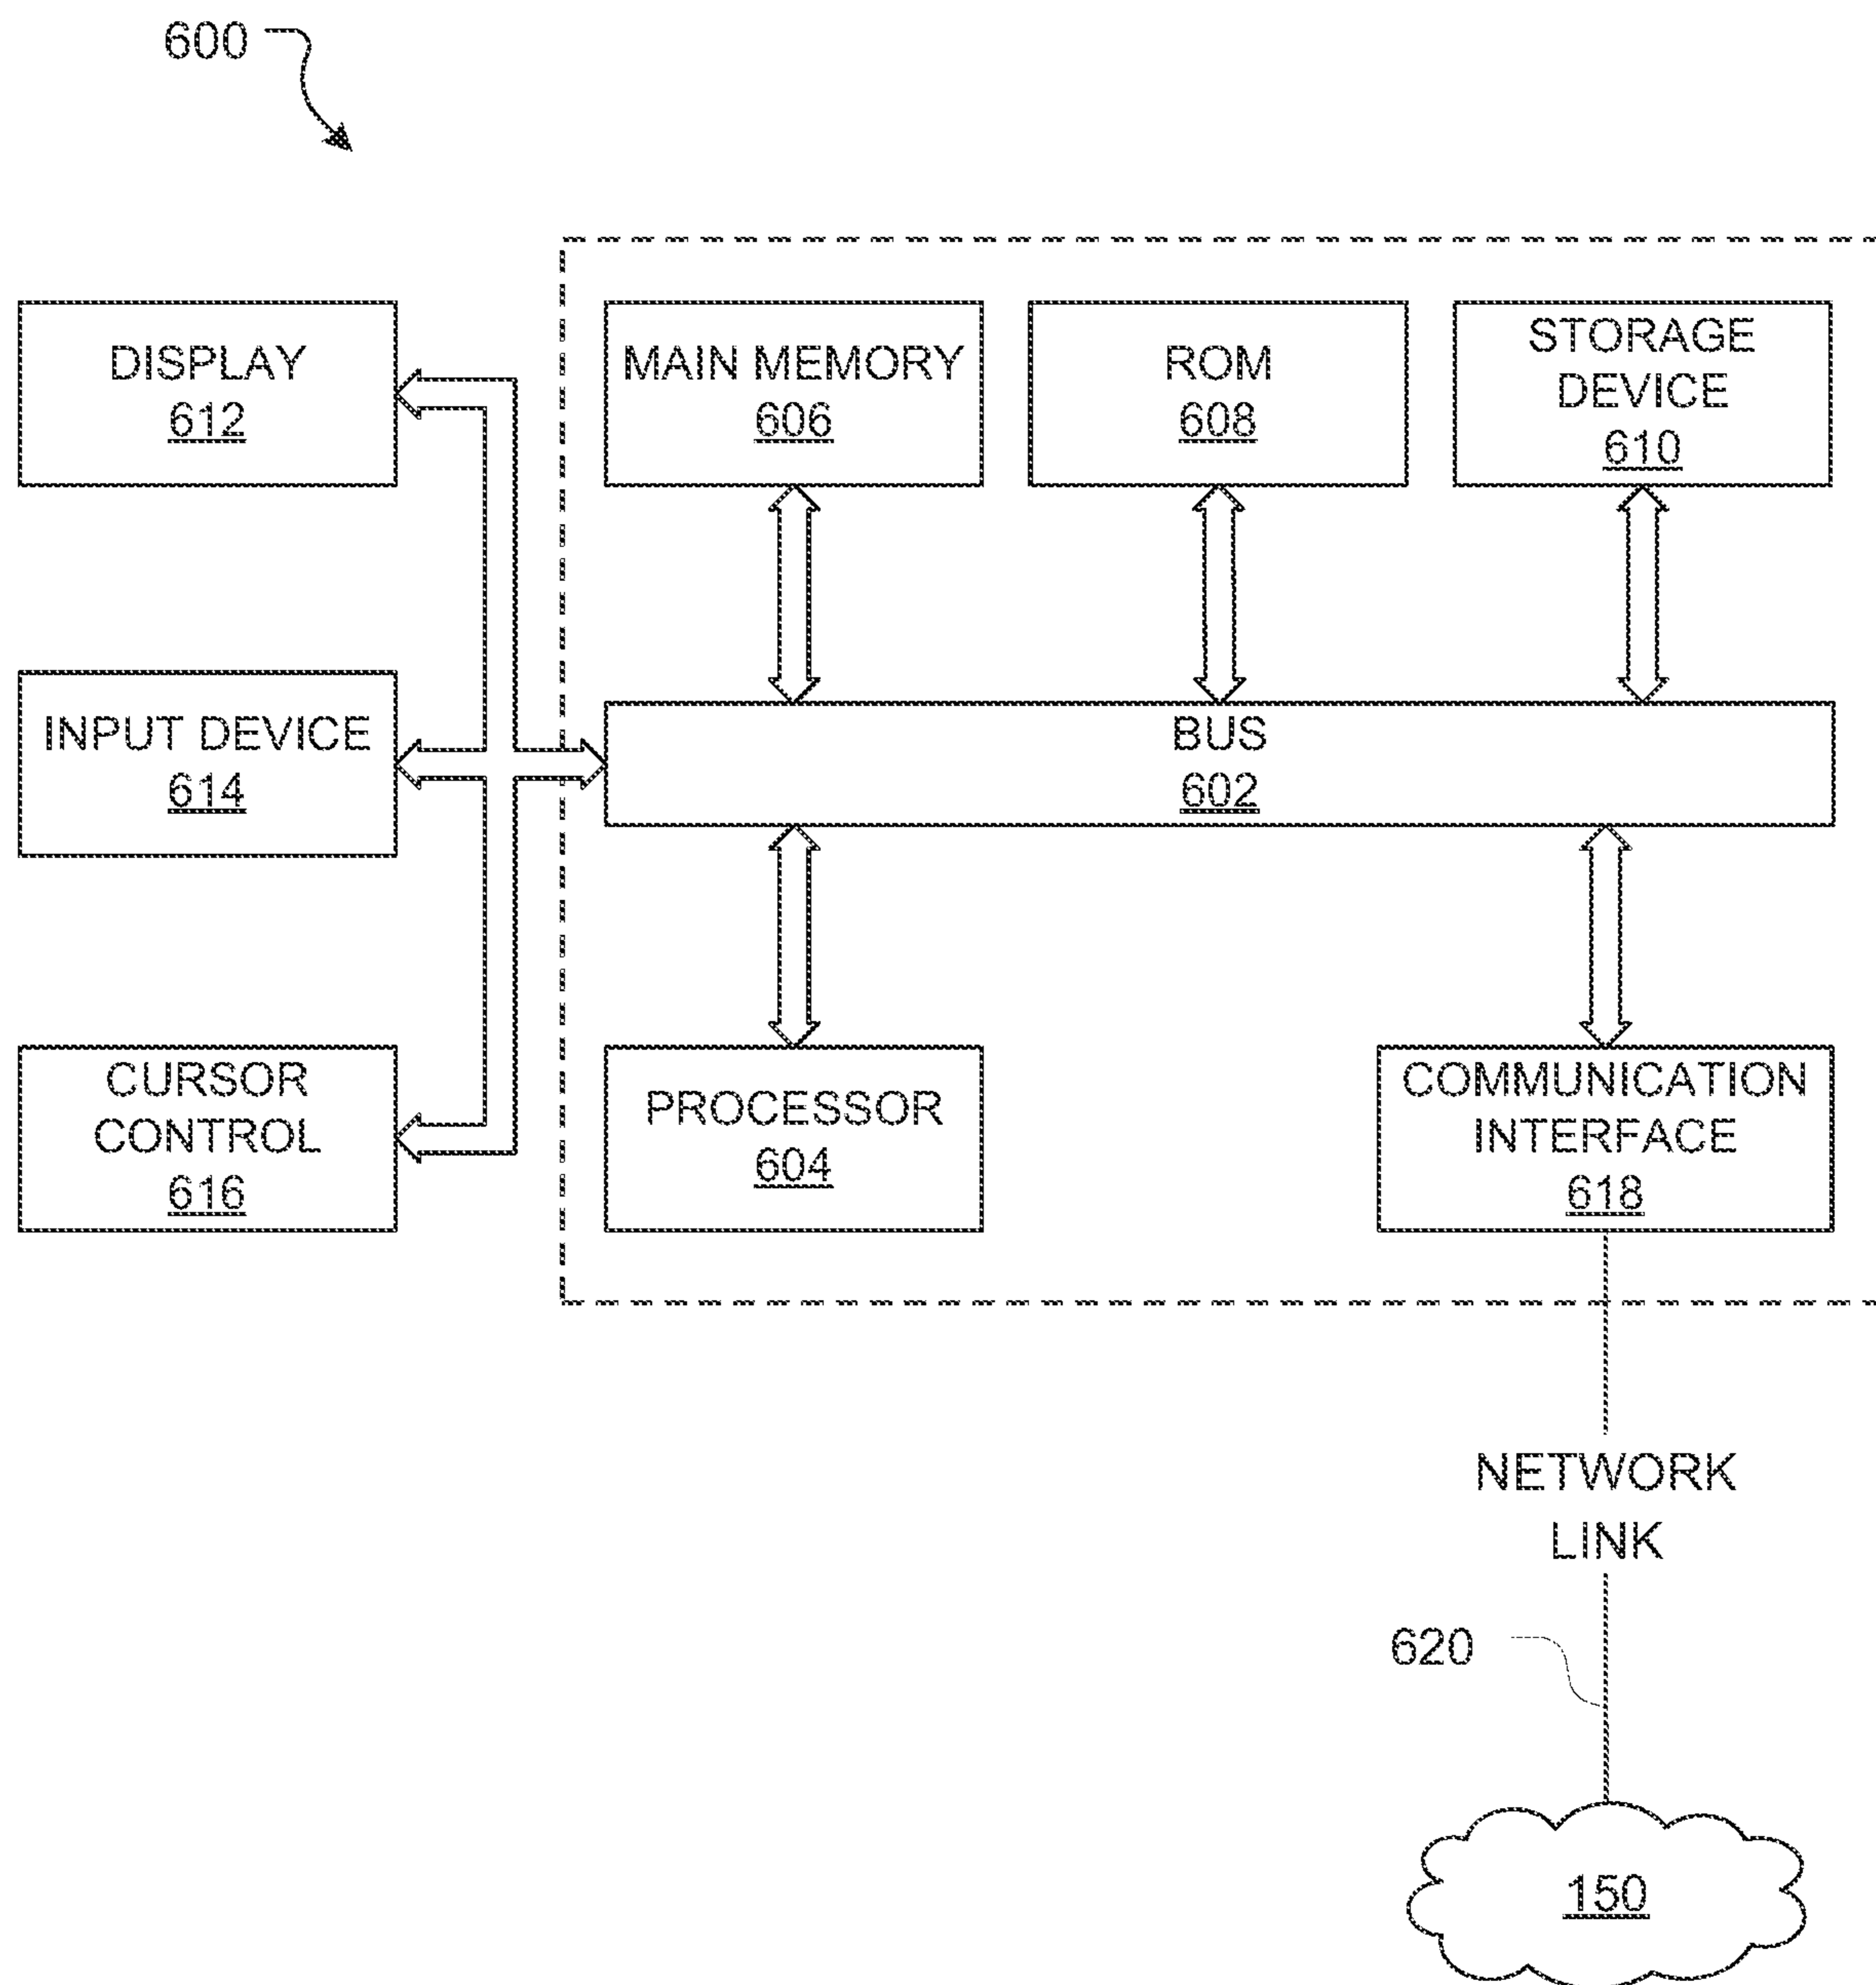 600
DISPLAY
612
MAIN MEMORY
606
ROM
608
STORAGE
DEVICE
610
INPUT DEVICE
614
BUS
602
CURSOR
CONTROL
616
PROCESSOR
604
COMMUNICATION
INTERFACE
618
NETWORK
LINK
620
150